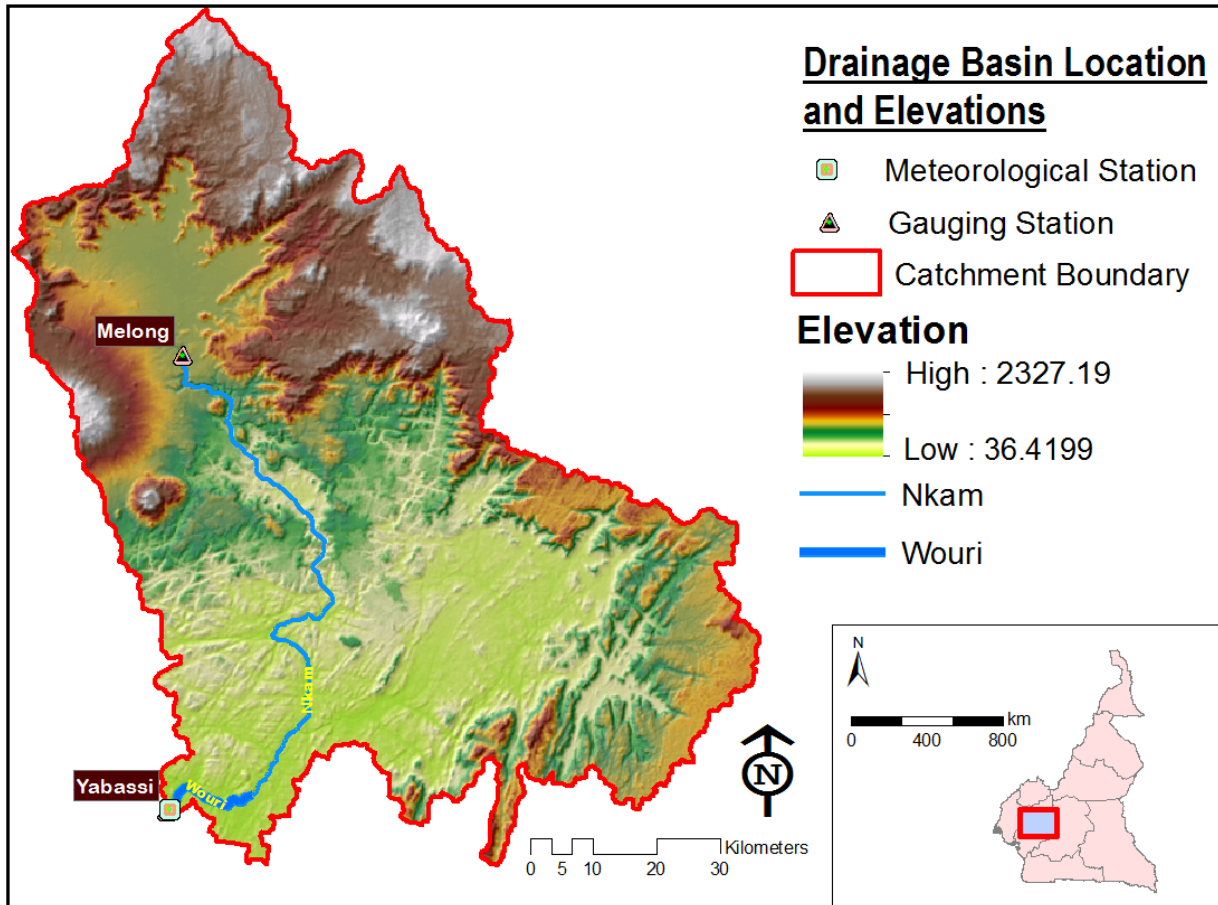 Drainage Basin Location
and Elevations
Meteorological Station
Gauging Station
Catchment Boundary
Elevation
High : 2327.19
Low : 36.4199
Nkam
Wouri
Melong
Nkam
Yabassi
Wouri
N
0 5 10 20 30
Kilometers
N
km
0 400 800